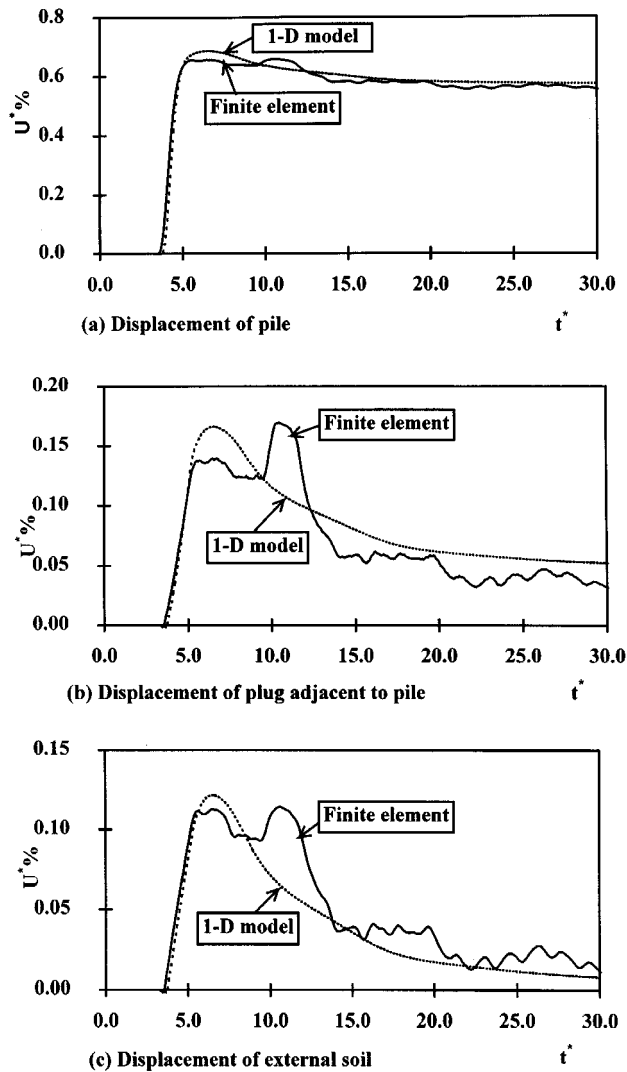 0.8
1-D model
0.6
U*%
Finite element
0.4
0.2
0.0
0.0 5.0 10.0 15.0 20.0 25.0 30.0
(a) Displacement of pile t*
0.20
Finite element
0.15
U*%
0.10
1-D model
0.05
0.00
0.0 5.0 10.0 15.0 20.0 25.0 30.0
(b) Displacement of plug adjacent to pile t*
0.15
Finite element
0.10
U*%
0.05
1-D model
0.00
0.0 5.0 10.0 15.0 20.0 25.0 30.0
(c) Displacement of external soil t*